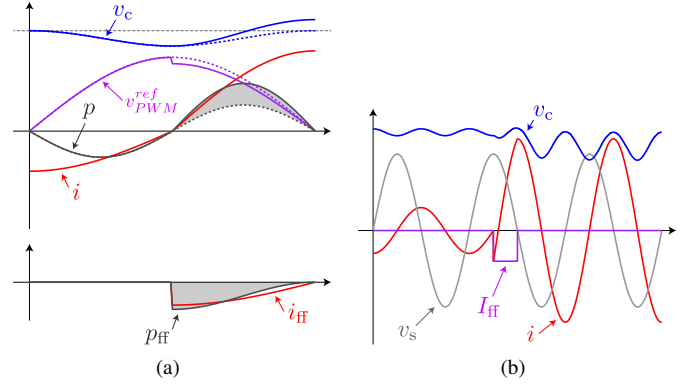 v_c
v_PWM^ref
p
i
p_ff
i_ff
(a)
v_c
I_ff
v_s
i
(b)